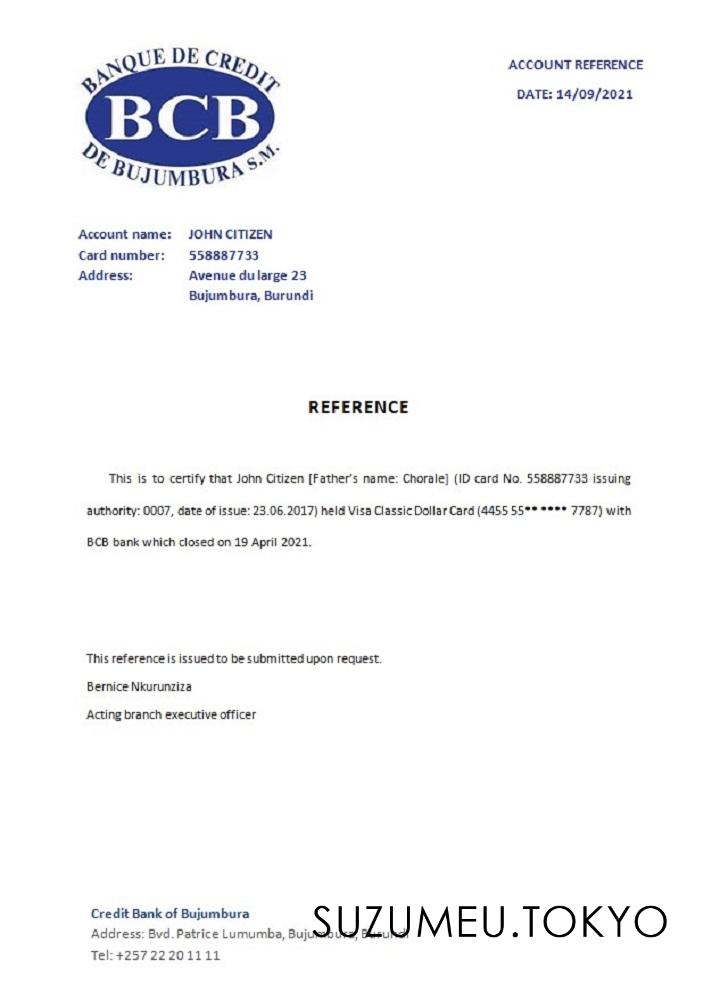 BANQUE DE CREDIT
BCB
DE BUJUMBURA S.M.
ACCOUNT REFERENCE
DATE: 14/09/2021
Account name: JOHN CITIZEN
Card number: 558887733
Address: Avenue du large 23
Bujumbura, Burundi
REFERENCE
This is to certify that John Citizen [Father's name: Chorale] (ID card No. 558887733 issuing
authority: 0007, date of issue: 23.06.2017) held Visa Classic Dollar Card (4455 55** **** 7787) with
BCB bank which closed on 19 April 2021.
This reference is issued to be submitted upon request.
Bernice Nkurunziza
Acting branch executive officer
Credit Bank of Bujumbura
Address: Bvd. Patrice Lumumba, Bujumbura, Burundi
Tel: +257 22 20 11 11
SUZUMEU.TOKYO